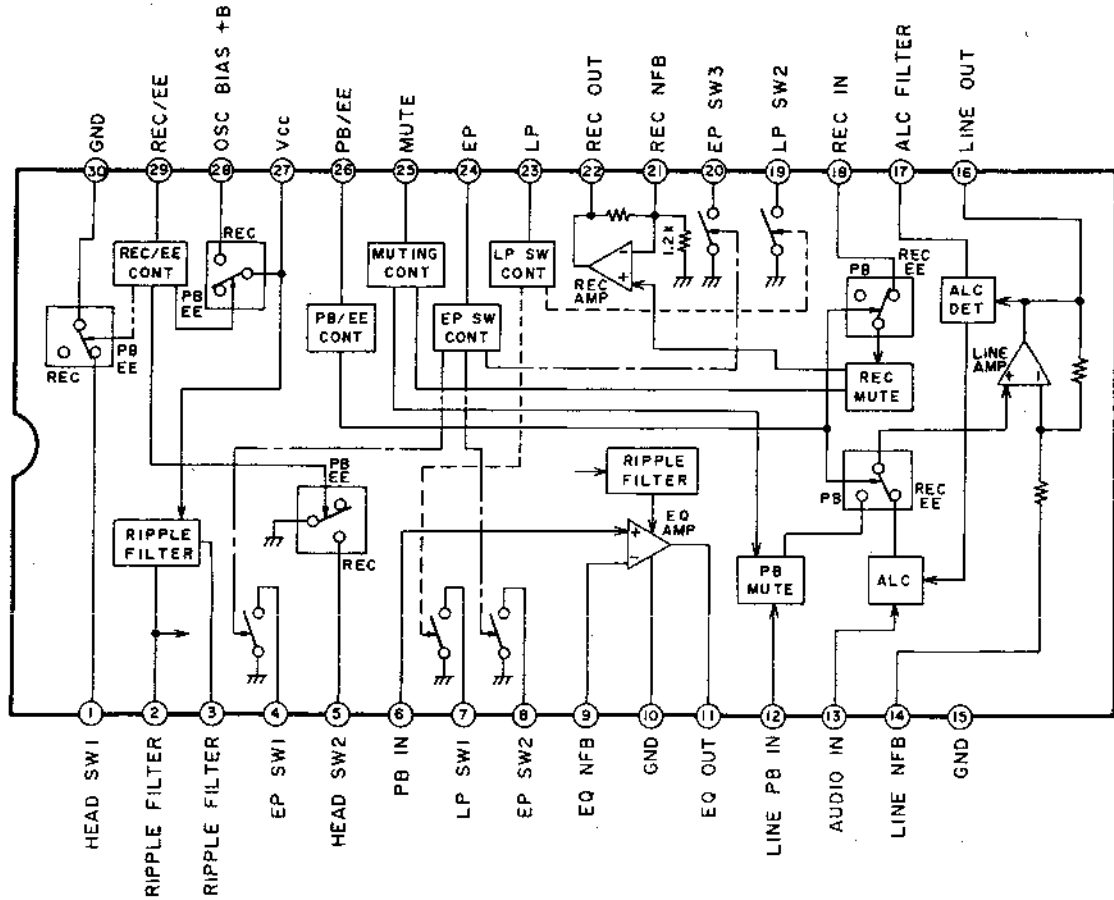 GND
REC/EE
OSC BIAS +B
Vcc
PB/EE
MUTE
EP
LP
REC OUT
REC NFB
EP SW3
LP SW2
REC IN
ALC FILTER
LINE OUT
30
29
28
27
26
25
24
23
22
21
20
19
18
17
16
REC
PB
EE
REC/EE
CONT
REC
PB
EE
PB/EE
CONT
MUTING
CONT
EP SW
CONT
LP SW
CONT
REC AMP
+
-
1.2k
PB
REC
EE
REC
MUTE
ALC
DET
LINE
AMP
+
-
RIPPLE
FILTER
PB
EE
REC
RIPPLE
FILTER
EQ
AMP
+
-
PB
REC
EE
PB
MUTE
ALC
1
2
3
4
5
6
7
8
9
10
11
12
13
14
15
HEAD SW1
RIPPLE FILTER
RIPPLE FILTER
EP SW1
HEAD SW2
PB IN
LP SW1
EP SW2
EQ NFB
GND
EQ OUT
LINE PB IN
AUDIO IN
LINE NFB
GND